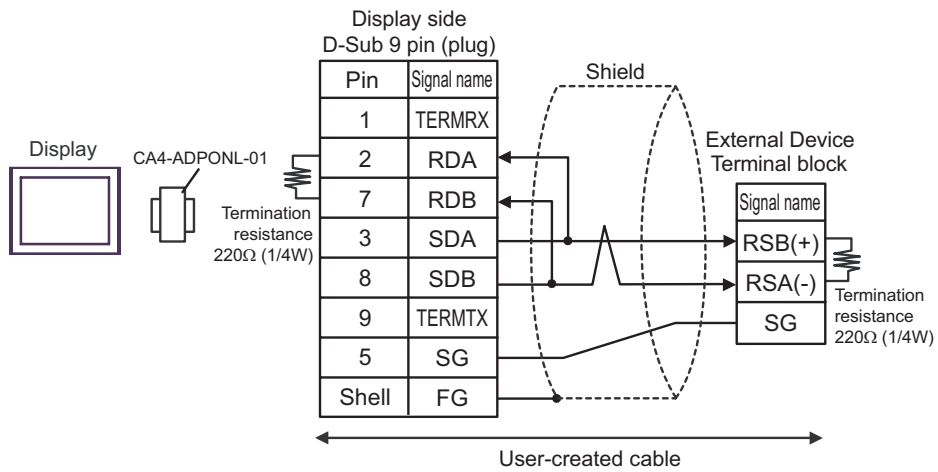 Display side
D-Sub 9 pin (plug)
Pin Signal name
1 TERMRX
2 RDA
7 RDB
3 SDA
8 SDB
9 TERMTX
5 SG
Shell FG
Display
CA4-ADPONL-01
Termination
resistance
220Ω (1/4W)
Shield
External Device
Terminal block
Signal name
RSB(+)
RSA(-)
SG
Termination
resistance
220Ω (1/4W)
User-created cable